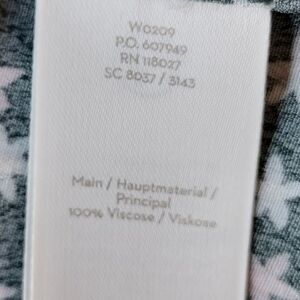 W0209
P.O. 607949
RN 118027
SC 8037 / 3143
Main / Hauptmaterial /
Principal
100% Viscose / Viskose